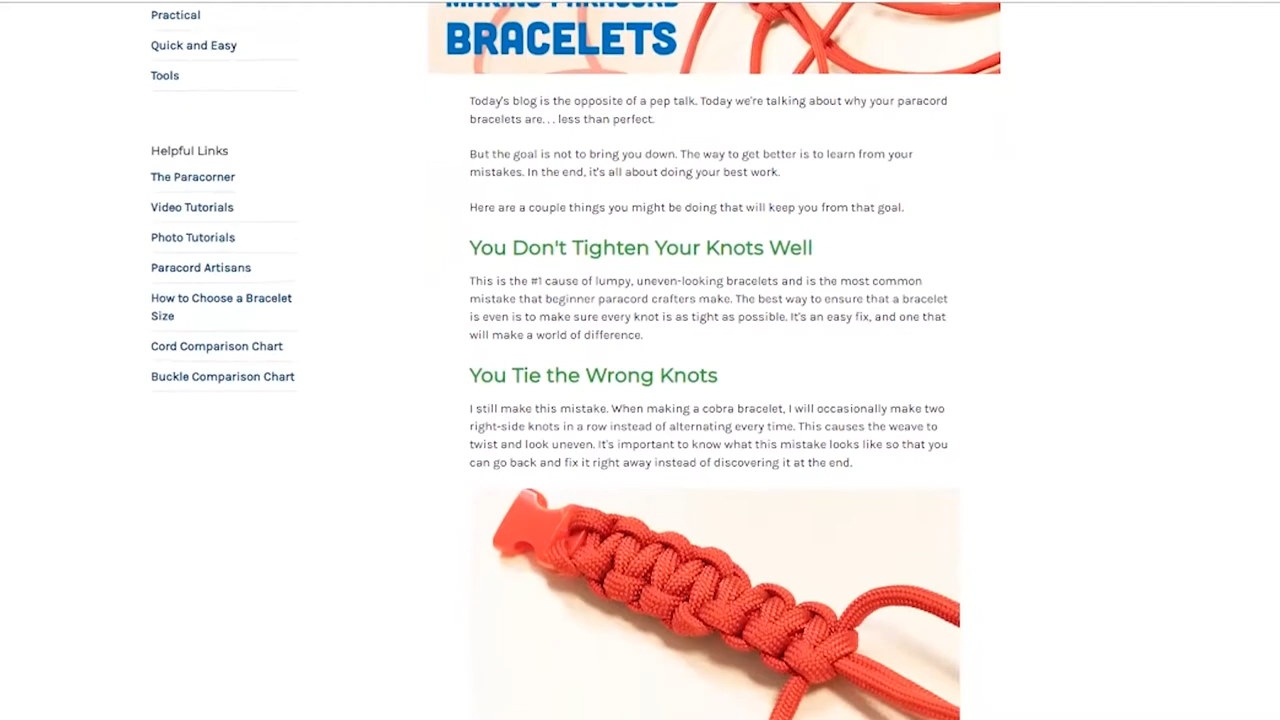 Practical
Quick and Easy
Tools
Helpful Links
The Paracorner
Video Tutorials
Photo Tutorials
Paracord Artisans
How to Choose a Bracelet
Size
Cord Comparison Chart
Buckle Comparison Chart
MAKING PARACORD
BRACELETS
Today's blog is the opposite of a pep talk. Today we're talking about why your paracord
bracelets are. . . less than perfect.
But the goal is not to bring you down. The way to get better is to learn from your
mistakes. In the end, it's all about doing your best work.
Here are a couple things you might be doing that will keep you from that goal.
You Don't Tighten Your Knots Well
This is the #1 cause of lumpy, uneven-looking bracelets and is the most common
mistake that beginner paracord crafters make. The best way to ensure that a bracelet
is even is to make sure every knot is as tight as possible. It's an easy fix, and one that
will make a world of difference.
You Tie the Wrong Knots
I still make this mistake. When making a cobra bracelet, I will occasionally make two
right-side knots in a row instead of alternating every time. This causes the weave to
twist and look uneven. It's important to know what this mistake looks like so that you
can go back and fix it right away instead of discovering it at the end.